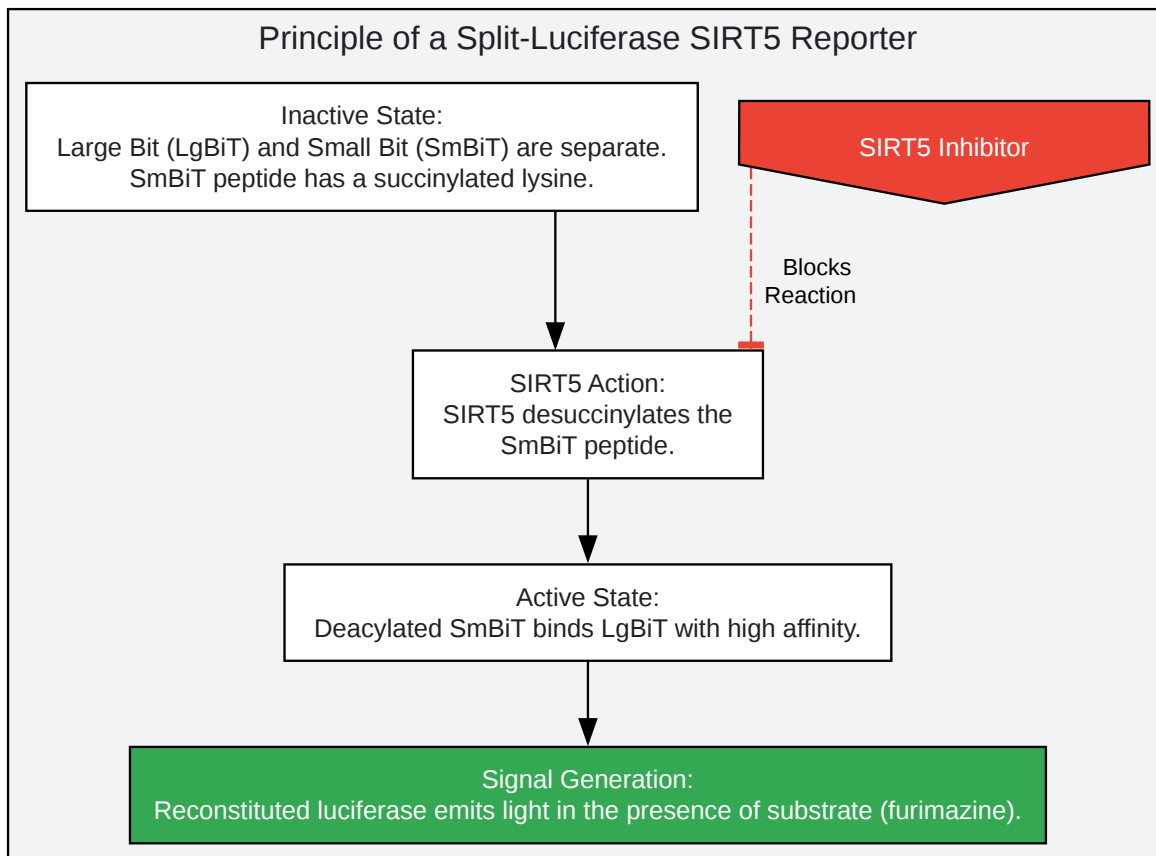 Principle of a Split-Luciferase SIRT5 Reporter
Inactive State:
Large Bit (LgBiT) and Small Bit (SmBiT) are separate.
SmBiT peptide has a succinylated lysine.
SIRT5 Inhibitor
Blocks
Reaction
SIRT5 Action:
SIRT5 desuccinylates the
SmBiT peptide.
Active State:
Deacylated SmBiT binds LgBiT with high affinity.
Signal Generation:
Reconstituted luciferase emits light in the presence of substrate (furimazine).